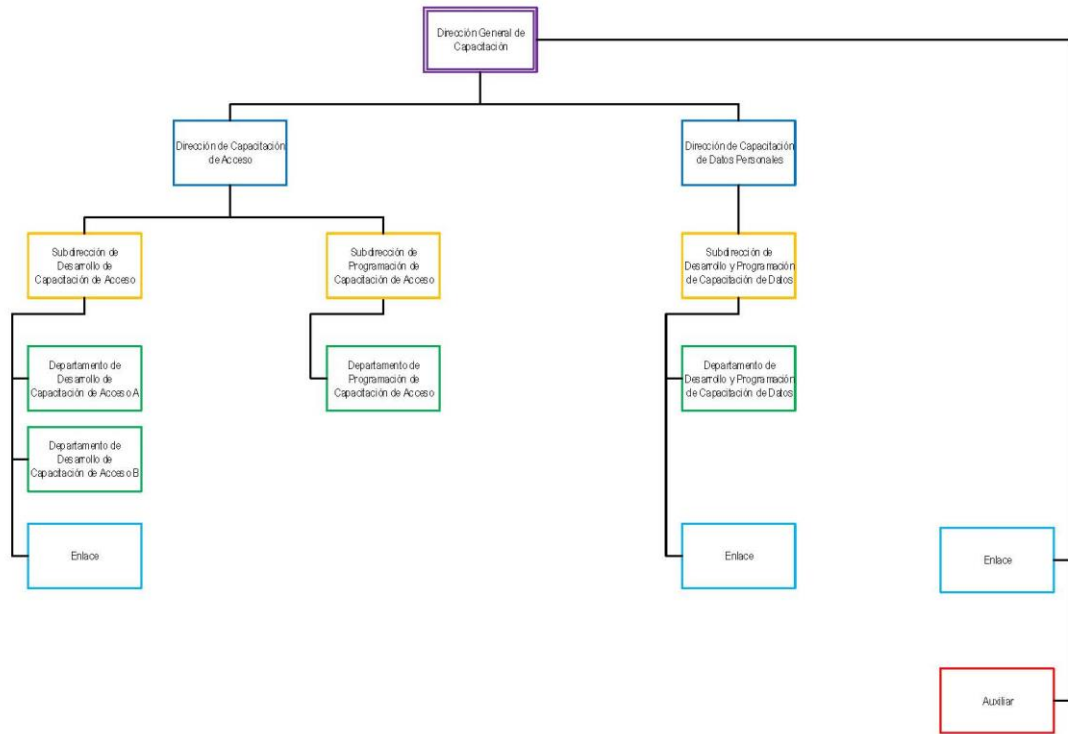 Dirección General de
Capacitación
Dirección de Capacitación
de Acceso
Dirección de Capacitación
de Datos Personales
Subdirección de
Desarrollo de
Capacitación de Acceso
Subdirección de
Programación de
Capacitación de Acceso
Subdirección de
Desarrollo y Programación
de Capacitación de Datos
Departamento de
Desarrollo de
Capacitación de Acceso A
Departamento de
Programación de
Capacitación de Acceso
Departamento de
Desarrollo y Programación
de Capacitación de Datos
Departamento de
Desarrollo de
Capacitación de Acceso B
Enlace
Enlace
Enlace
Auxiliar